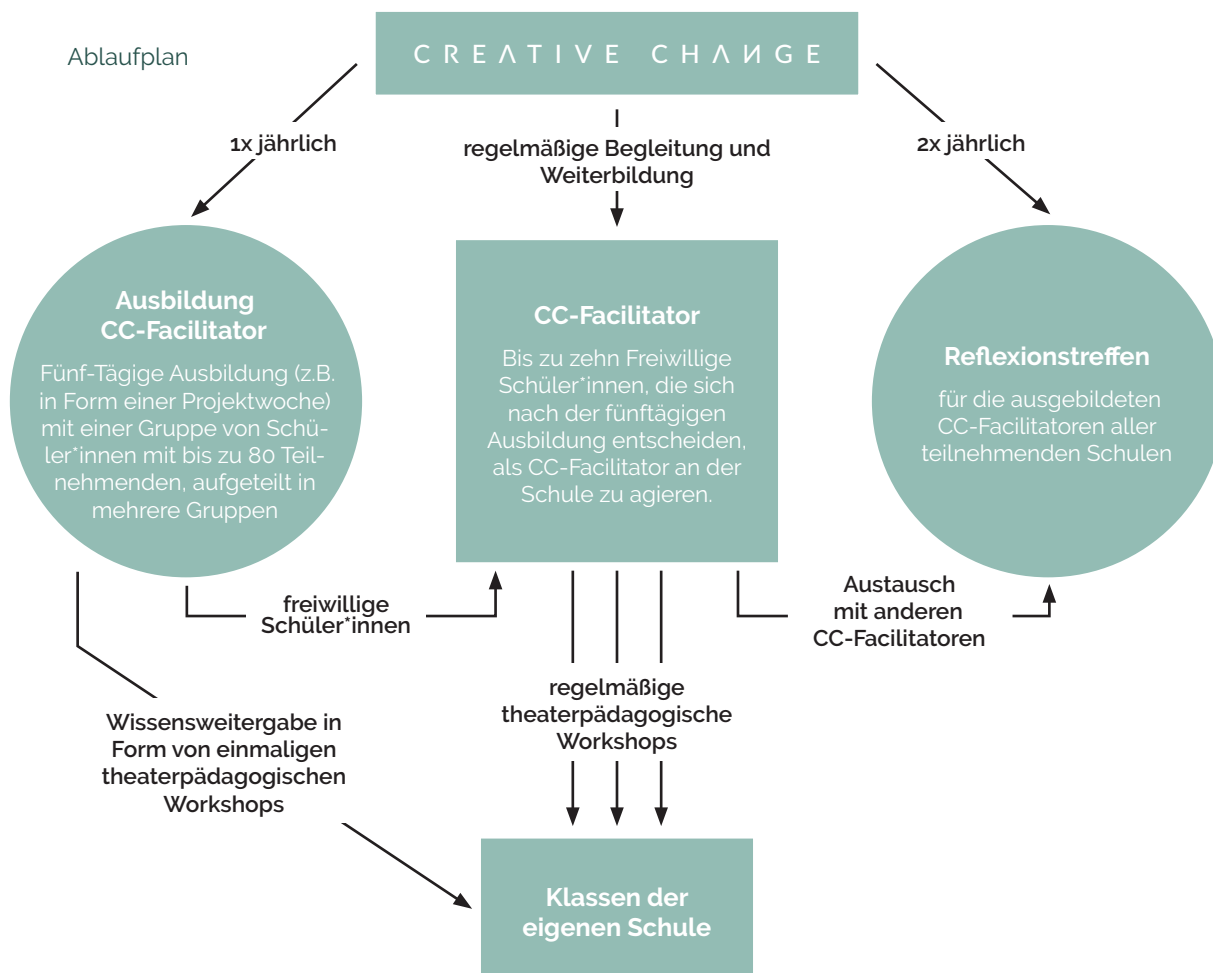 Ablaufplan
CREATIVE CHANGE
1x jährlich
regelmäßige Begleitung und
Weiterbildung
2x jährlich
Ausbildung
CC-Facilitator
Fünf-Tägige Ausbildung (z.B.
in Form einer Projektwoche)
mit einer Gruppe von Schü-
ler*innen mit bis zu 80 Teil-
nehmenden, aufgeteilt in
mehrere Gruppen
CC-Facilitator
Bis zu zehn Freiwillige
Schüler*innen, die sich
nach der fünftägigen
Ausbildung entscheiden,
als CC-Facilitator an der
Schule zu agieren.
Reflexionstreffen
für die ausgebildeten
CC-Facilitatoren aller
teilnehmenden Schulen
freiwillige
Schüler*innen
Austausch
mit anderen
CC-Facilitatoren
Wissensweitergabe in
Form von einmaligen
theaterpädagogischen
Workshops
regelmäßige
theaterpädagogische
Workshops
Klassen der
eigenen Schule